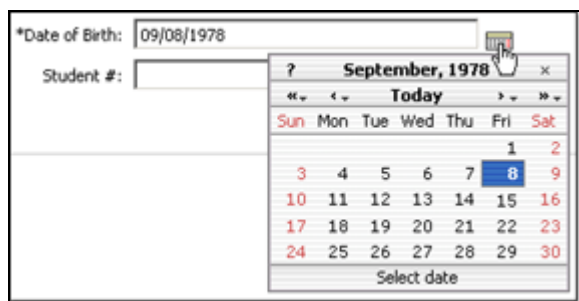 *Date of Birth: 09/08/1978
Student #:
? September, 1978 ×
« ‹ Today › »
Sun Mon Tue Wed Thu Fri Sat
1 2
3 4 5 6 7 8 9
10 11 12 13 14 15 16
17 18 19 20 21 22 23
24 25 26 27 28 29 30
Select date